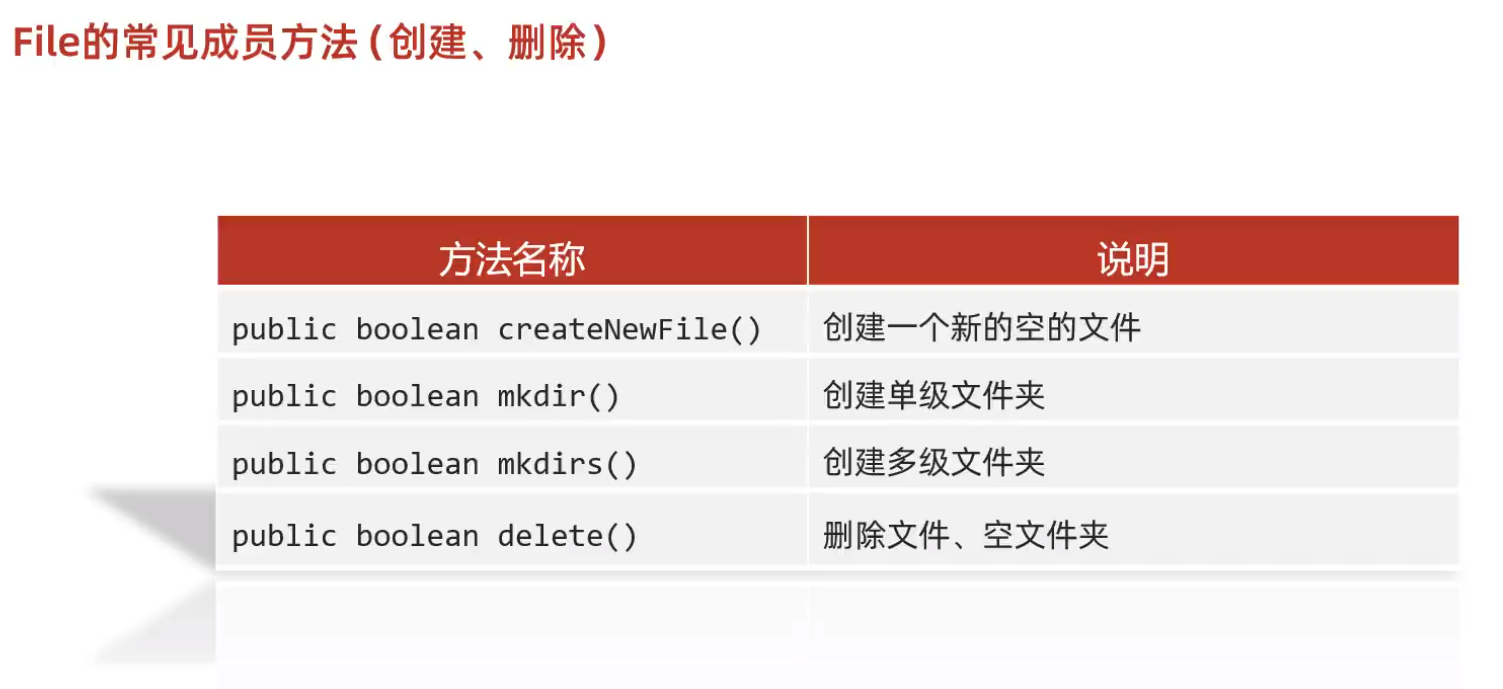 File的常见成员方法(创建、删除)
方法名称 说明
public boolean createNewFile() 创建一个新的空的文件
public boolean mkdir() 创建单级文件夹
public boolean mkdirs() 创建多级文件夹
public boolean delete() 删除文件、空文件夹